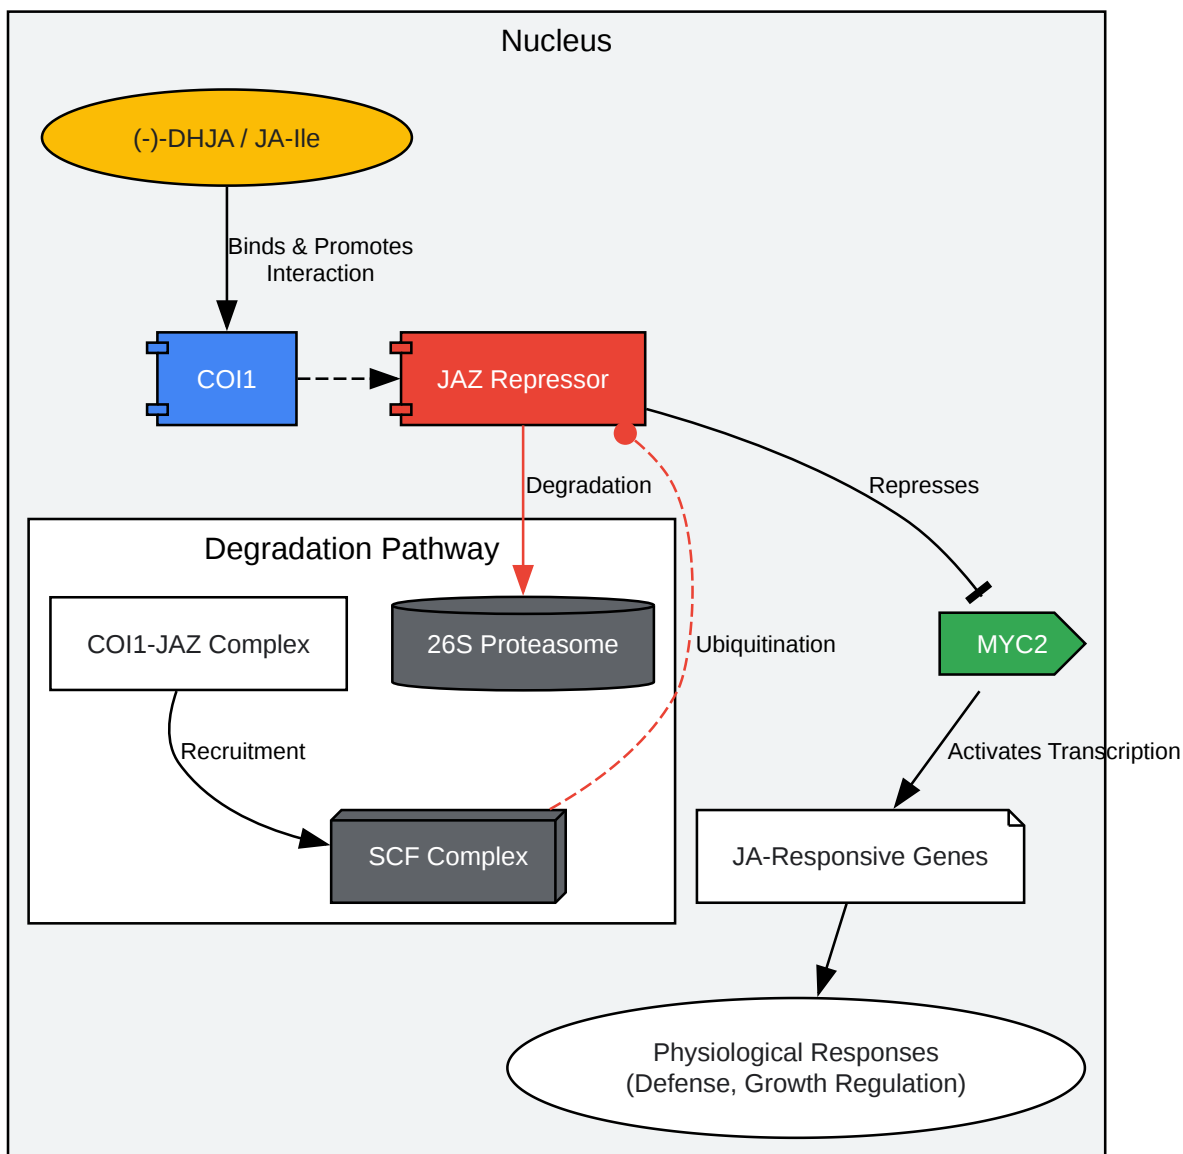 Nucleus
(-)-DHJA / JA-Ile
Binds & Promotes
Interaction
COI1
JAZ Repressor
Degradation
Represses
Degradation Pathway
COI1-JAZ Complex
26S Proteasome
Ubiquitination
MYC2
Recruitment
Activates Transcription
SCF Complex
JA-Responsive Genes
Physiological Responses
(Defense, Growth Regulation)